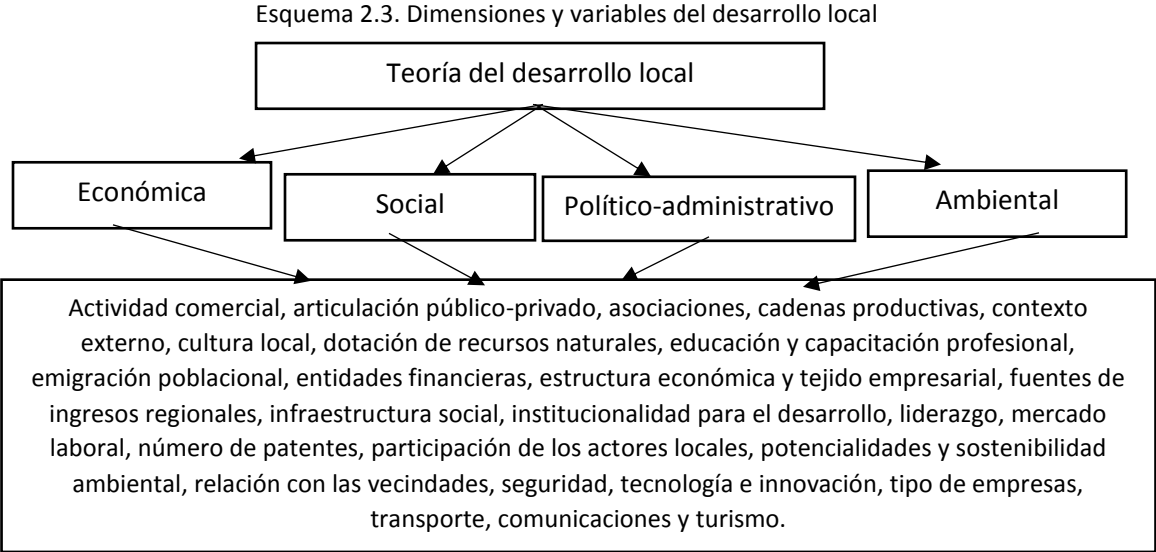 Esquema 2.3. Dimensiones y variables del desarrollo local
Teoría del desarrollo local
Económica
Social
Político-administrativo
Ambiental
Actividad comercial, articulación público-privado, asociaciones, cadenas productivas, contexto
externo, cultura local, dotación de recursos naturales, educación y capacitación profesional,
emigración poblacional, entidades financieras, estructura económica y tejido empresarial, fuentes de
ingresos regionales, infraestructura social, institucionalidad para el desarrollo, liderazgo, mercado
laboral, número de patentes, participación de los actores locales, potencialidades y sostenibilidad
ambiental, relación con las vecindades, seguridad, tecnología e innovación, tipo de empresas,
transporte, comunicaciones y turismo.